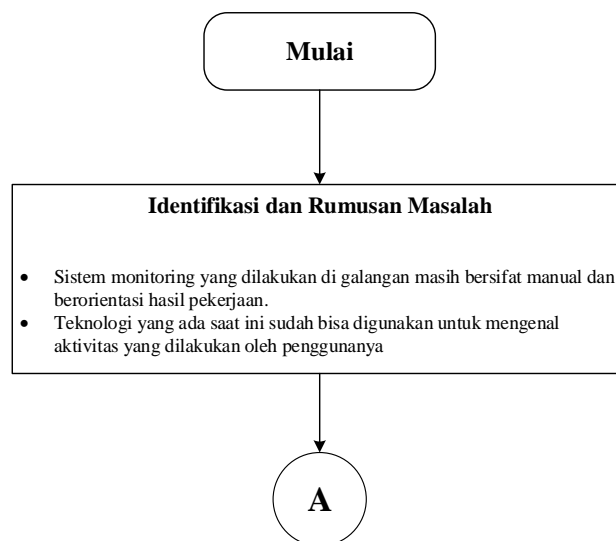 Mulai
Identifikasi dan Rumusan Masalah
• Sistem monitoring yang dilakukan di galangan masih bersifat manual dan
berorientasi hasil pekerjaan.
• Teknologi yang ada saat ini sudah bisa digunakan untuk mengenal
aktivitas yang dilakukan oleh penggunanya
A